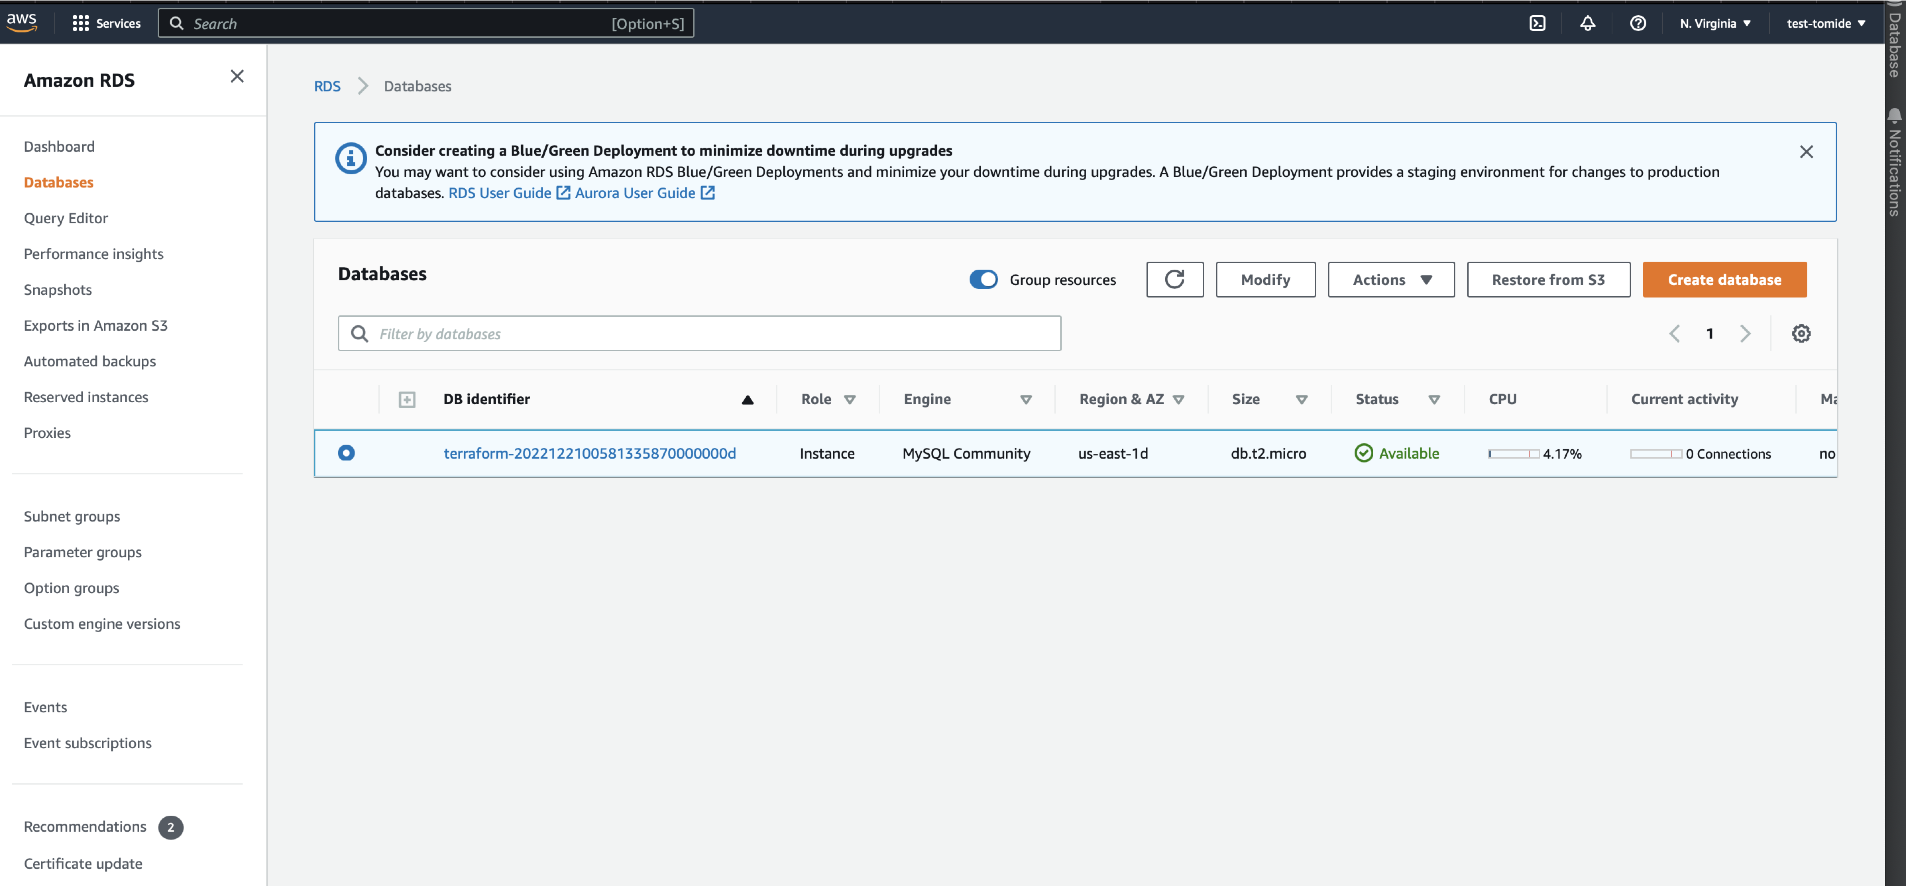 aws
Services
Search
[Option+S]
N. Virginia
test-tomide
Database
Notifications
Amazon RDS
Dashboard
Databases
Query Editor
Performance insights
Snapshots
Exports in Amazon S3
Automated backups
Reserved instances
Proxies
Subnet groups
Parameter groups
Option groups
Custom engine versions
Events
Event subscriptions
Recommendations 2
Certificate update
RDS
Databases
Consider creating a Blue/Green Deployment to minimize downtime during upgrades
You may want to consider using Amazon RDS Blue/Green Deployments and minimize your downtime during upgrades. A Blue/Green Deployment provides a staging environment for changes to production
databases. RDS User Guide Aurora User Guide
Databases
Group resources
Modify
Actions
Restore from S3
Create database
Filter by databases
1
DB identifier Role Engine Region & AZ Size Status CPU Current activity Ma
terraform-20221221005813358700000000d Instance MySQL Community us-east-1d db.t2.micro Available 4.17% 0 Connections no